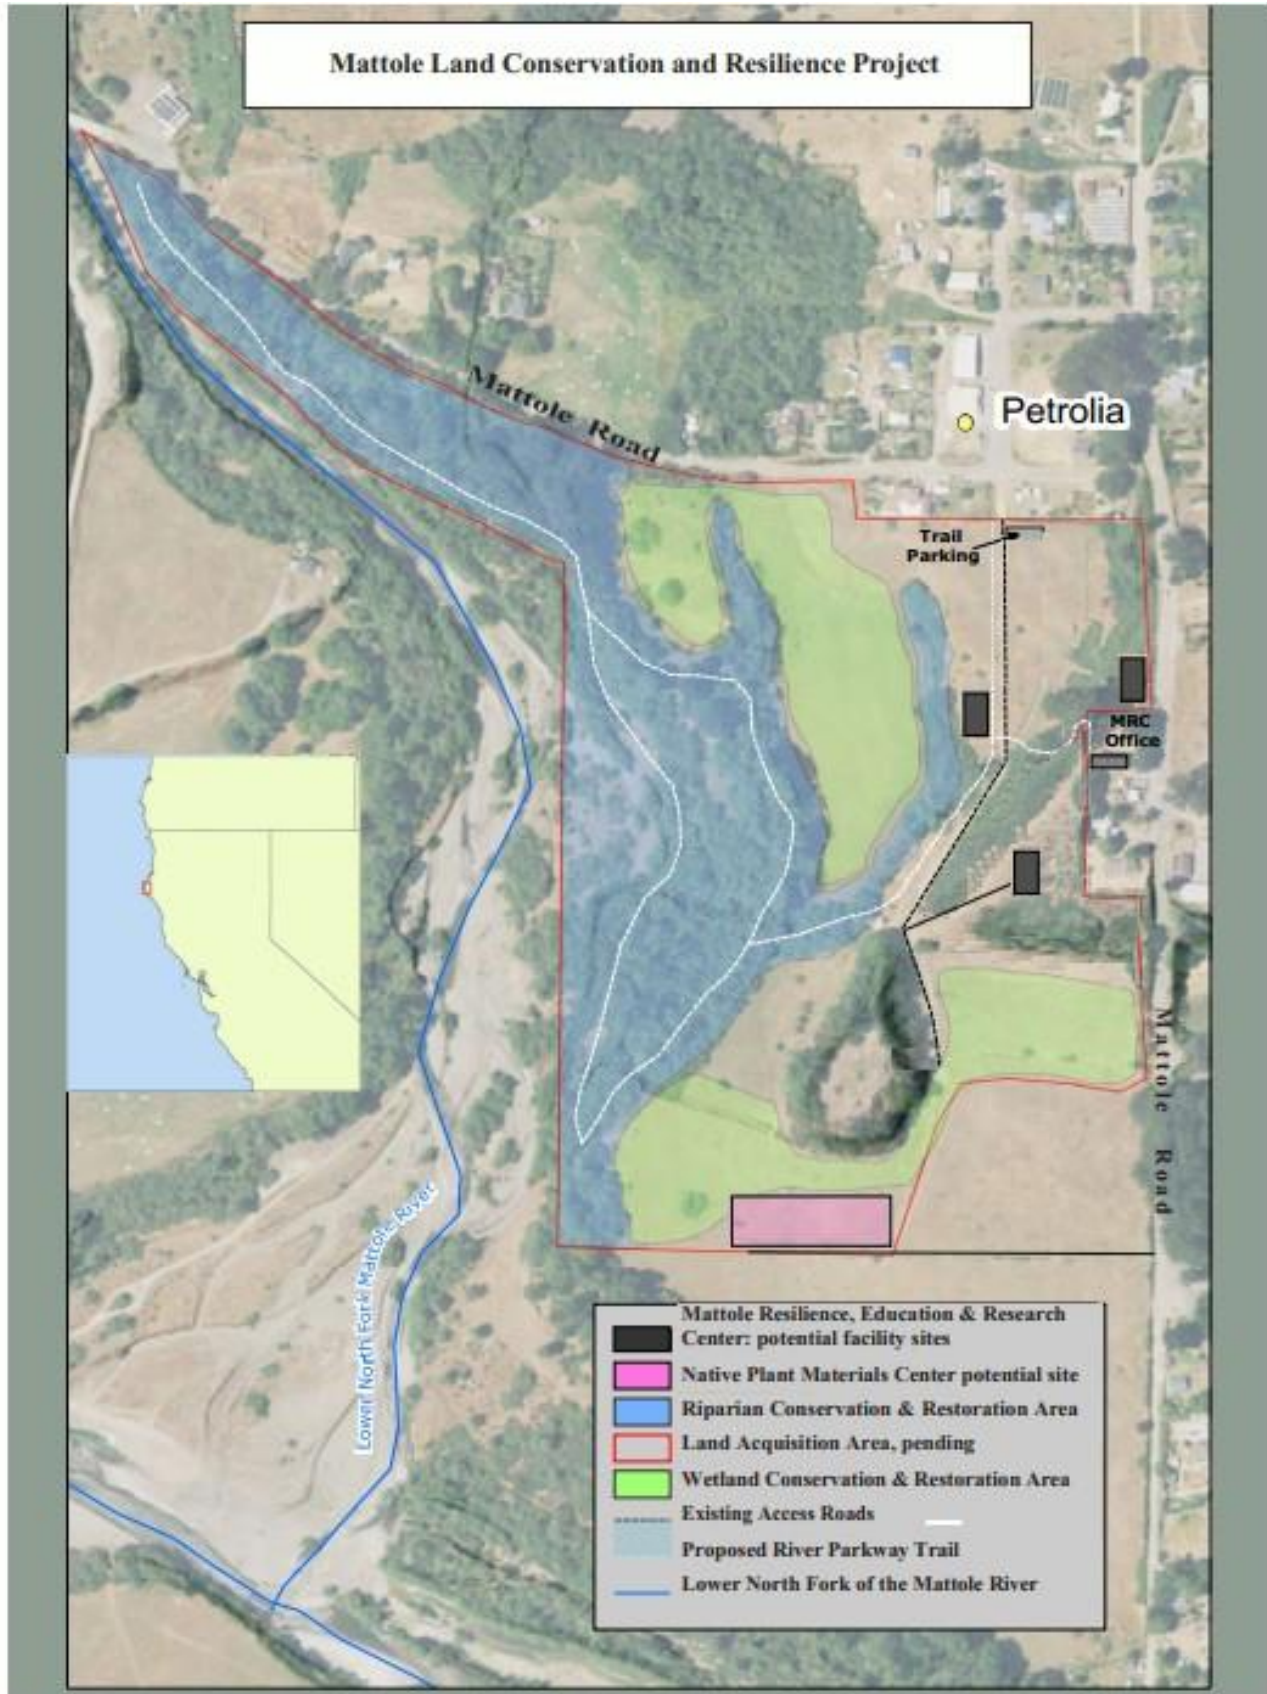 Mattole Land Conservation and Resilience Project
Mattole Road
Petrolia
Trail
Parking
MRC
Office
Mattole Road
Lower North Fork Mattole River
Mattole Resilience, Education & Research
Center: potential facility sites
Native Plant Materials Center potential site
Riparian Conservation & Restoration Area
Land Acquisition Area, pending
Wetland Conservation & Restoration Area
Existing Access Roads
Proposed River Parkway Trail
Lower North Fork of the Mattole River